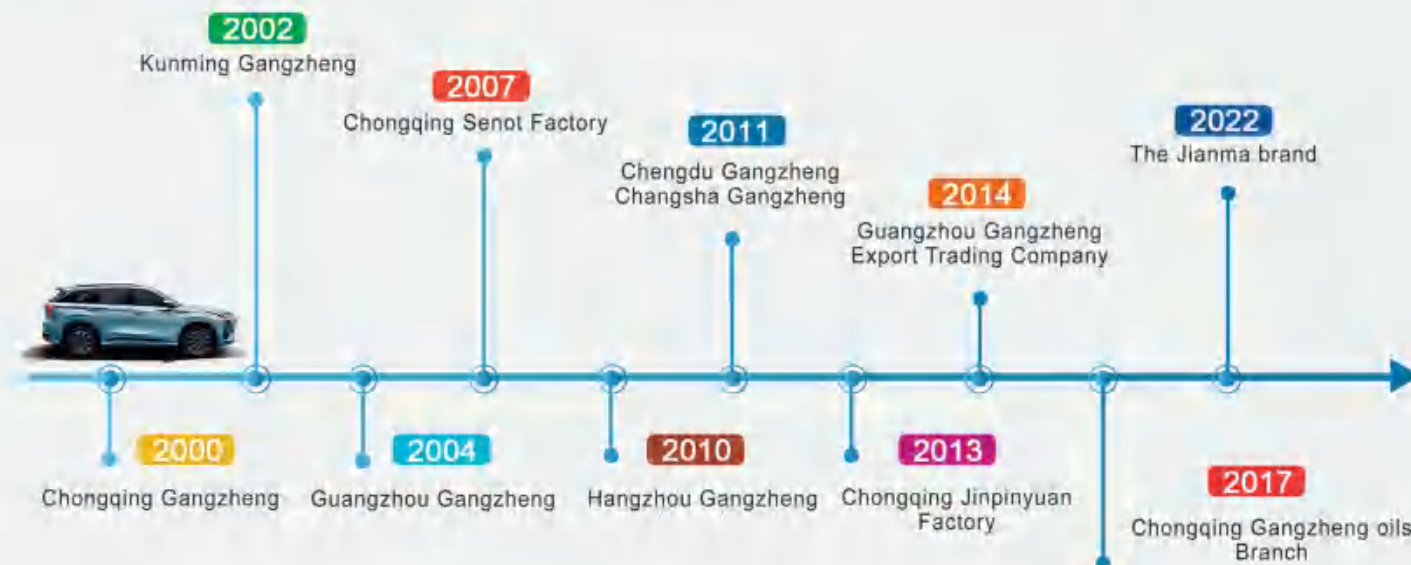 2002
Kunming Gangzheng
2007
Chongqing Senot Factory
2011
Chengdu Gangzheng
Changsha Gangzheng
2014
Guangzhou Gangzheng
Export Trading Company
2022
The Jianma brand
2000
Chongqing Gangzheng
2004
Guangzhou Gangzheng
2010
Hangzhou Gangzheng
2013
Chongqing Jinpinyuan
Factory
2017
Chongqing Gangzheng oils
Branch